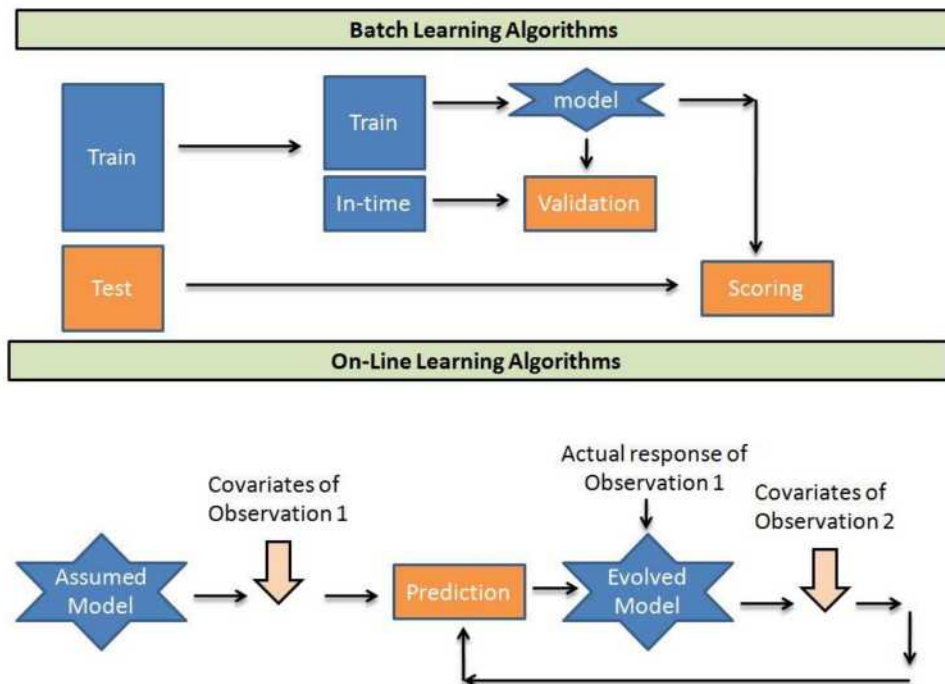 Batch Learning Algorithms
Train
Train
model
In-time
Validation
Test
Scoring
On-Line Learning Algorithms
Actual response of
Observation 1
Covariates of
Observation 1
Covariates of
Observation 2
Assumed
Model
Prediction
Evolved
Model